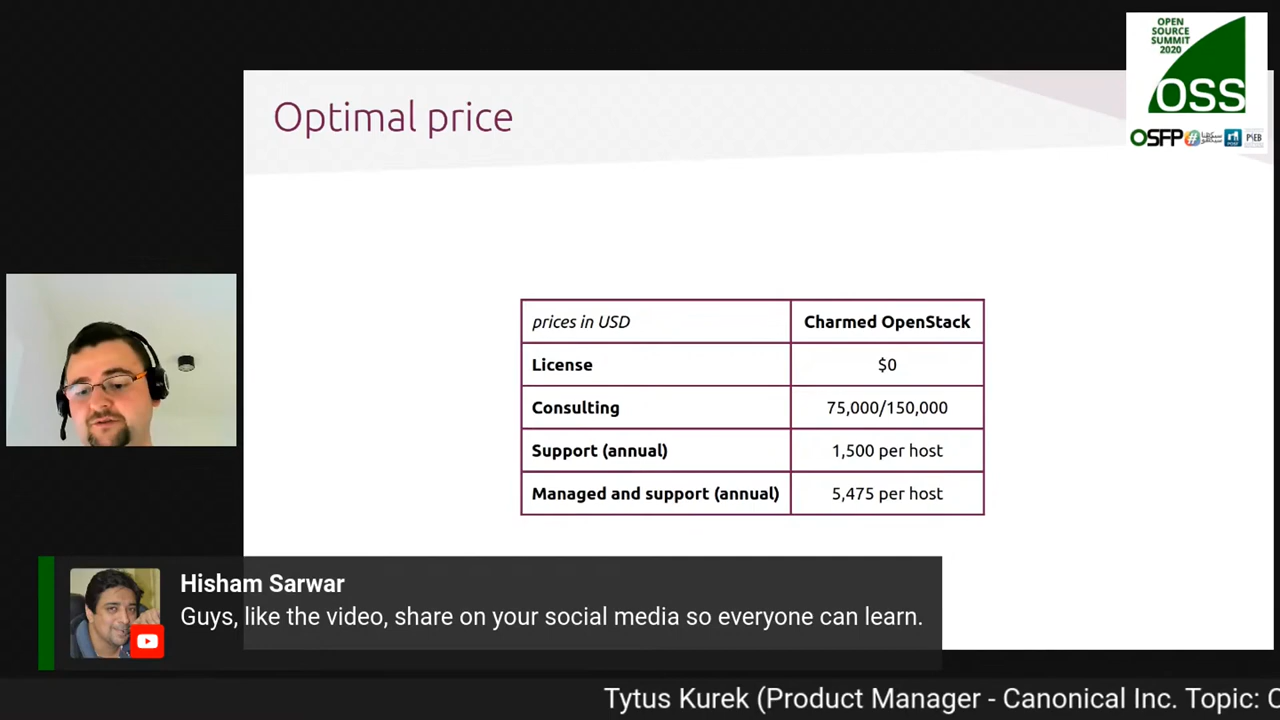 OPEN
SOURCE
SUMMIT
2020
OSS
OSFP
Optimal price
prices in USD
Charmed OpenStack
License
$0
Consulting
75,000/150,000
Support (annual)
1,500 per host
Managed and support (annual)
5,475 per host
Hisham Sarwar
Guys, like the video, share on your social media so everyone can learn.
Tytus Kurek (Product Manager - Canonical Inc. Topic: C